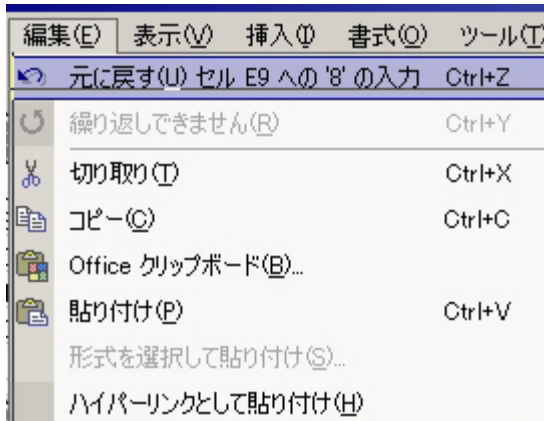 編集(E) 表示(V) 挿入(I) 書式(O) ツール(T)
元に戻す(U) セル E9 への '8' の入力 Ctrl+Z
繰り返しできません(R) Ctrl+Y
切り取り(T) Ctrl+X
コピー(C) Ctrl+C
Office クリップボード(B)...
貼り付け(P) Ctrl+V
形式を選択して貼り付け(S)...
ハイパーリンクとして貼り付け(H)